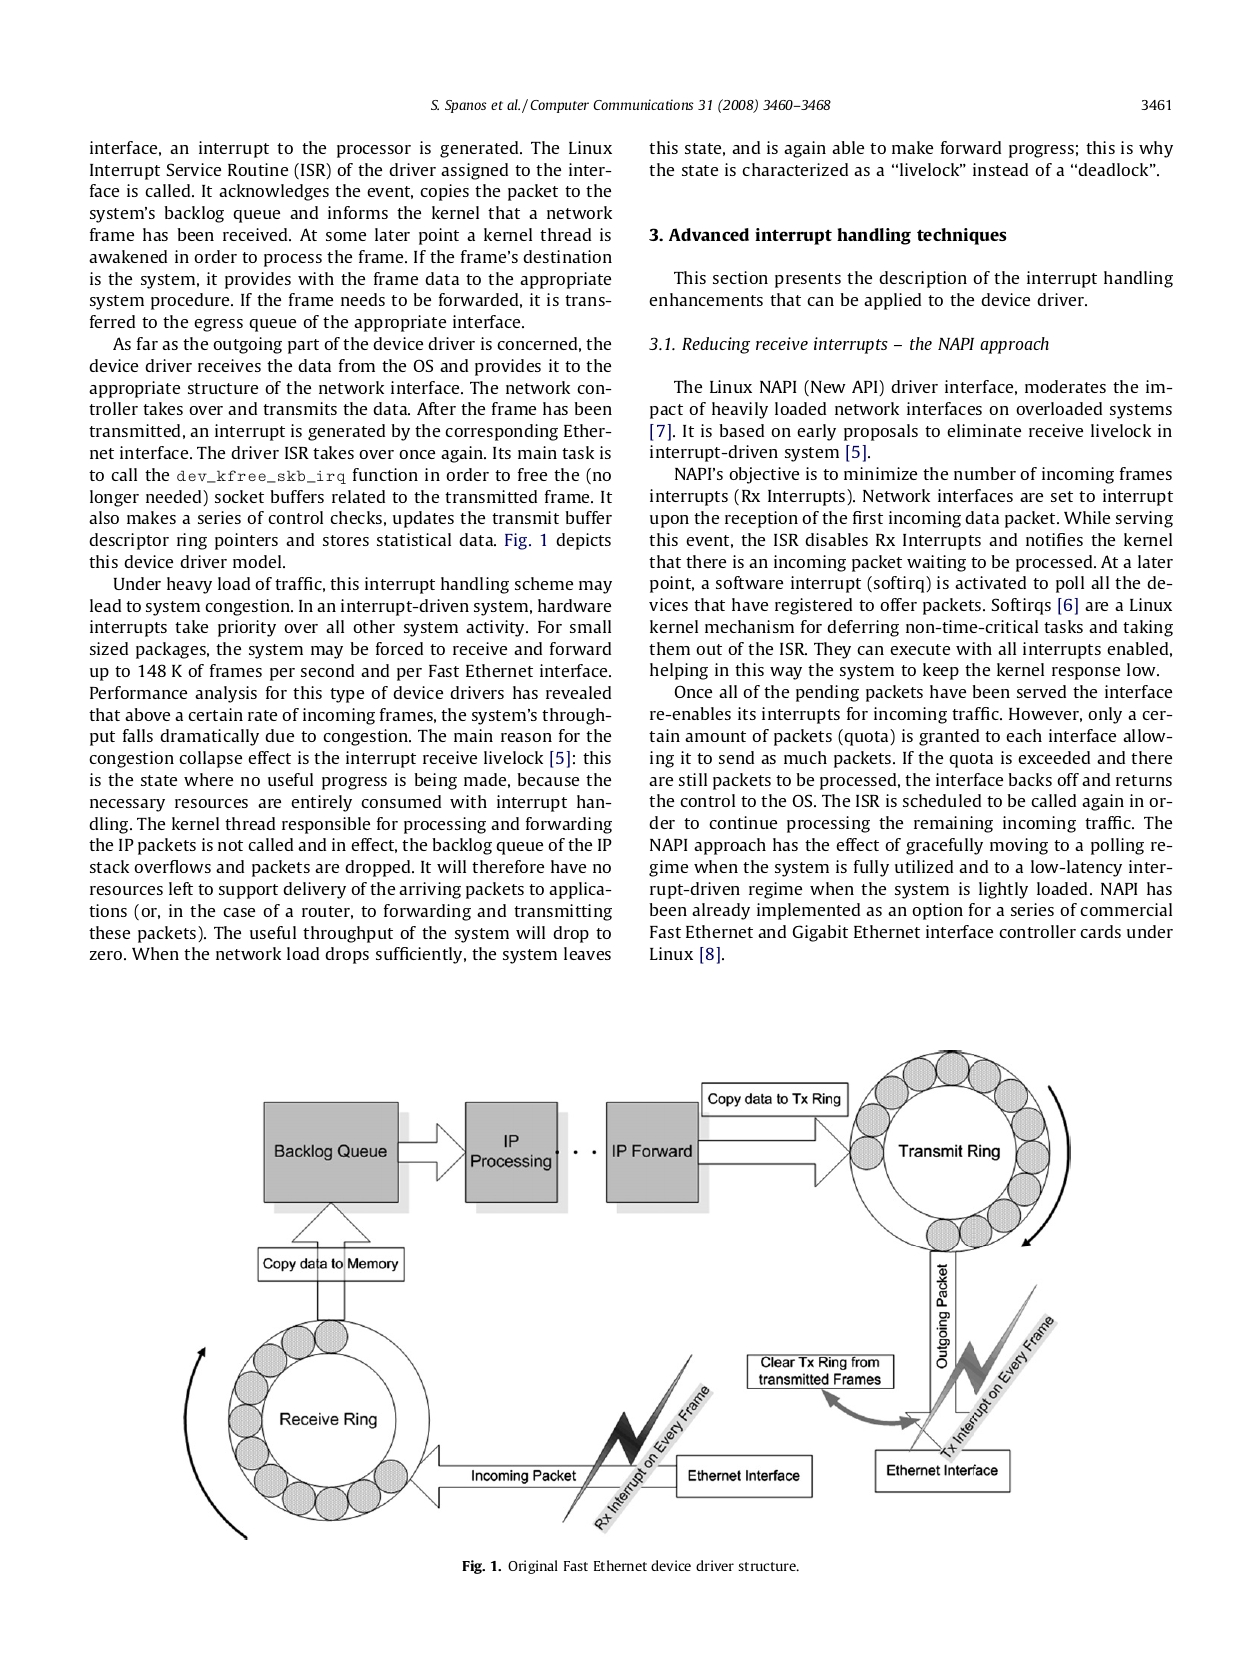 S. Spanos et al. / Computer Communications 31 (2008) 3460–3468
3461
interface, an interrupt to the processor is generated. The Linux
Interrupt Service Routine (ISR) of the driver assigned to the inter-
face is called. It acknowledges the event, copies the packet to the
system's backlog queue and informs the kernel that a network
frame has been received. At some later point a kernel thread is
awakened in order to process the frame. If the frame's destination
is the system, it provides with the frame data to the appropriate
system procedure. If the frame needs to be forwarded, it is trans-
ferred to the egress queue of the appropriate interface.
As far as the outgoing part of the device driver is concerned, the
device driver receives the data from the OS and provides it to the
appropriate structure of the network interface. The network con-
troller takes over and transmits the data. After the frame has been
transmitted, an interrupt is generated by the corresponding Ether-
net interface. The driver ISR takes over once again. Its main task is
to call the dev_kfree_skb_irq function in order to free the (no
longer needed) socket buffers related to the transmitted frame. It
also makes a series of control checks, updates the transmit buffer
descriptor ring pointers and stores statistical data. Fig. 1 depicts
this device driver model.
Under heavy load of traffic, this interrupt handling scheme may
lead to system congestion. In an interrupt-driven system, hardware
interrupts take priority over all other system activity. For small
sized packages, the system may be forced to receive and forward
up to 148 K of frames per second and per Fast Ethernet interface.
Performance analysis for this type of device drivers has revealed
that above a certain rate of incoming frames, the system's through-
put falls dramatically due to congestion. The main reason for the
congestion collapse effect is the interrupt receive livelock [5]: this
is the state where no useful progress is being made, because the
necessary resources are entirely consumed with interrupt han-
dling. The kernel thread responsible for processing and forwarding
the IP packets is not called and in effect, the backlog queue of the IP
stack overflows and packets are dropped. It will therefore have no
resources left to support delivery of the arriving packets to applica-
tions (or, in the case of a router, to forwarding and transmitting
these packets). The useful throughput of the system will drop to
zero. When the network load drops sufficiently, the system leaves
this state, and is again able to make forward progress; this is why
the state is characterized as a ‘‘livelock” instead of a ‘‘deadlock”.
3. Advanced interrupt handling techniques
This section presents the description of the interrupt handling
enhancements that can be applied to the device driver.
3.1. Reducing receive interrupts – the NAPI approach
The Linux NAPI (New API) driver interface, moderates the im-
pact of heavily loaded network interfaces on overloaded systems
[7]. It is based on early proposals to eliminate receive livelock in
interrupt-driven system [5].
NAPI's objective is to minimize the number of incoming frames
interrupts (Rx Interrupts). Network interfaces are set to interrupt
upon the reception of the first incoming data packet. While serving
this event, the ISR disables Rx Interrupts and notifies the kernel
that there is an incoming packet waiting to be processed. At a later
point, a software interrupt (softirq) is activated to poll all the de-
vices that have registered to offer packets. Softirqs [6] are a Linux
kernel mechanism for deferring non-time-critical tasks and taking
them out of the ISR. They can execute with all interrupts enabled,
helping in this way the system to keep the kernel response low.
Once all of the pending packets have been served the interface
re-enables its interrupts for incoming traffic. However, only a cer-
tain amount of packets (quota) is granted to each interface allow-
ing it to send as much packets. If the quota is exceeded and there
are still packets to be processed, the interface backs off and returns
the control to the OS. The ISR is scheduled to be called again in or-
der to continue processing the remaining incoming traffic. The
NAPI approach has the effect of gracefully moving to a polling re-
gime when the system is fully utilized and to a low-latency inter-
rupt-driven regime when the system is lightly loaded. NAPI has
been already implemented as an option for a series of commercial
Fast Ethernet and Gigabit Ethernet interface controller cards under
Linux [8].
Copy data to Tx Ring
Backlog Queue
IP
Processing
. . .
IP Forward
Transmit Ring
Copy data to Memory
Outgoing Packet
Clear Tx Ring from
transmitted Frames
Tx Interrupt on Every Frame
Receive Ring
Incoming Packet
Rx Interrupt on Every Frame
Ethernet Interface
Ethernet Interface
Fig. 1. Original Fast Ethernet device driver structure.